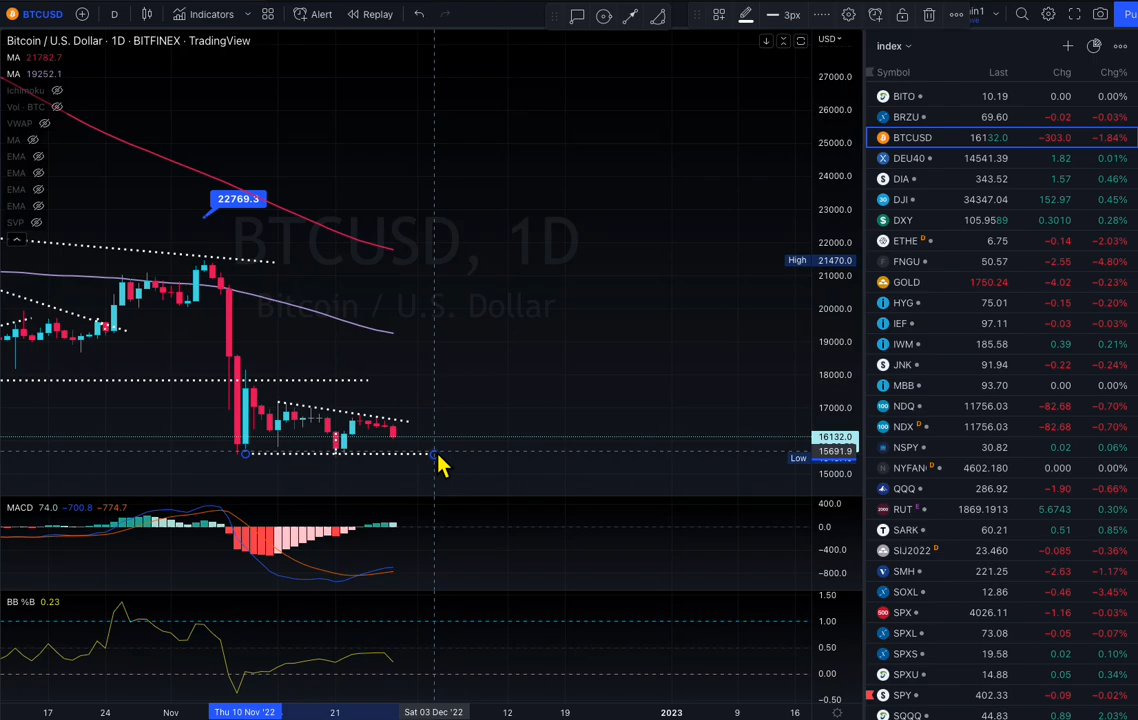 BTCUSD D Indicators Alert Replay 3px Pu
Bitcoin / U.S. Dollar · 1D · BITFINEX · TradingView
MA 21782.7
MA 19252.1
Ichimoku
Vol · BTC
VWAP
MA
EMA
EMA
EMA
EMA
SVP
22769.3
BTCUSD, 1D
Bitcoin / U.S. Dollar
USD
27000.0
26000.0
25000.0
24000.0
23000.0
22000.0
High 21470.0
21000.0
20000.0
19000.0
18000.0
17000.0
16132.0
15691.9
Low
15000.0
MACD 74.0 −700.8 −774.7
400.0
0.0
−400.0
−800.0
BB %B 0.23
1.50
1.00
0.50
0.00
−0.50
17 24 Nov Thu 10 Nov '22 21 Sat 03 Dec '22 12 19 2023 9 16
index
Symbol Last Chg Chg%
BITO 10.19 0.00 0.00%
BRZU 69.60 −0.02 −0.03%
BTCUSD 16132.0 −303.0 −1.84%
DEU40 14541.39 1.82 0.01%
DIA 343.52 1.57 0.46%
DJI 34347.04 152.97 0.45%
DXY 105.9589 0.3010 0.28%
ETHE D 6.75 −0.14 −2.03%
FNGU 50.57 −2.55 −4.80%
GOLD 1750.24 −4.02 −0.23%
HYG 75.01 −0.15 −0.20%
IEF 97.11 −0.03 −0.03%
IWM 185.58 0.39 0.21%
JNK 91.94 −0.22 −0.24%
MBB 93.70 0.00 0.00%
NDQ 11756.03 −82.68 −0.70%
NDX D 11756.03 −82.68 −0.70%
NSPY 30.82 0.02 0.06%
NYFAN D 4602.180 0.000 0.00%
QQQ 286.92 −1.90 −0.66%
RUT E 1869.1913 5.6743 0.30%
SARK 60.21 0.51 0.85%
SIJ2022 D 23.460 −0.085 −0.36%
SMH 221.25 −2.63 −1.17%
SOXL 12.86 −0.46 −3.45%
SPX 4026.11 −1.16 −0.03%
SPXL 73.08 −0.05 −0.07%
SPXS 19.58 0.02 0.10%
SPXU 14.88 0.05 0.34%
SPY 402.33 −0.09 −0.02%
SQQQ 44.83 0.89 2.03%